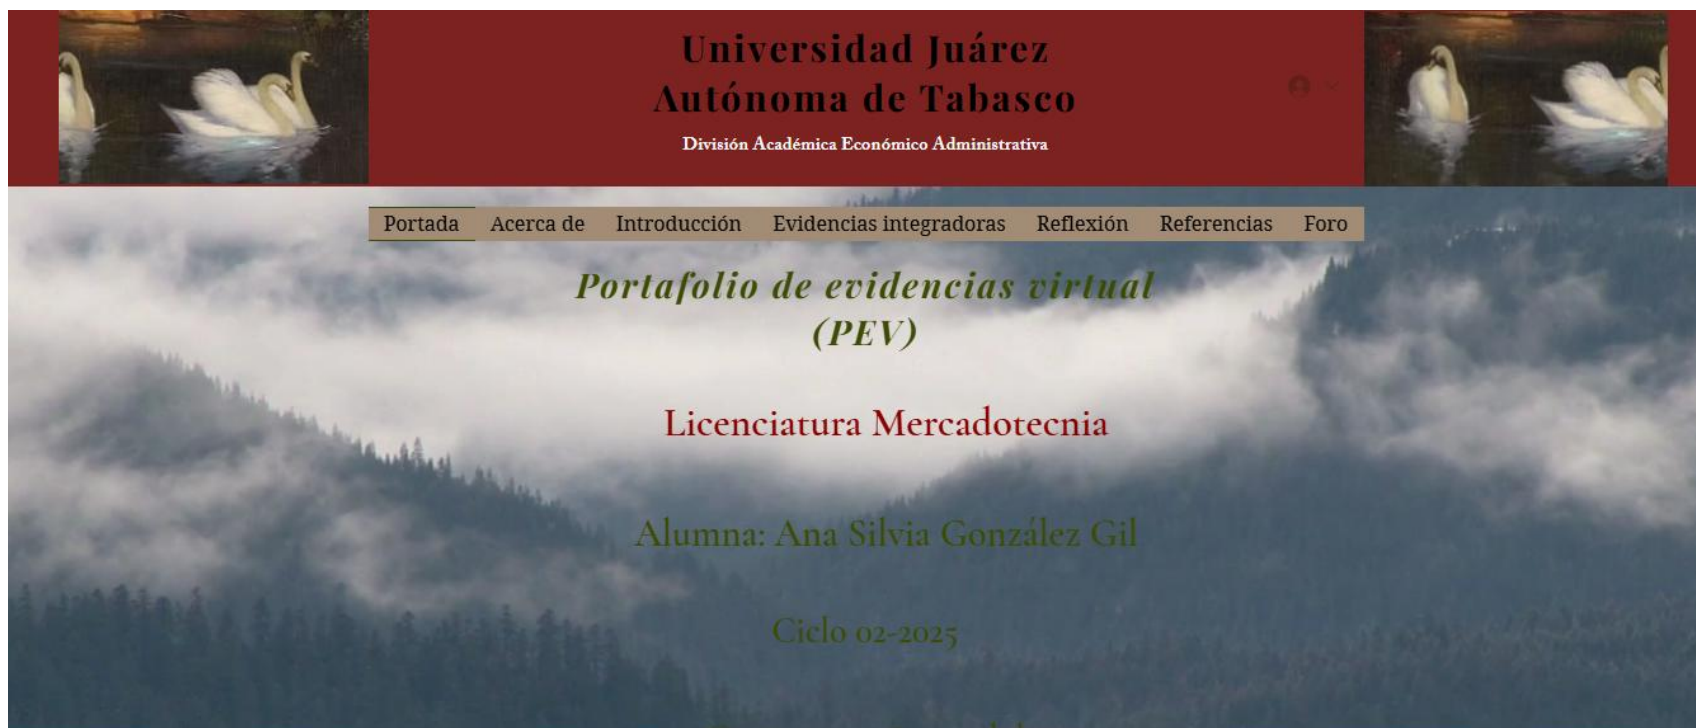 Universidad Juárez
Autónoma de Tabasco
División Académica Económico Administrativa
Portada Acerca de Introducción Evidencias integradoras Reflexión Referencias Foro
Portafolio de evidencias virtual
(PEV)
Licenciatura Mercadotecnia
Alumna: Ana Silvia González Gil
Ciclo 02-2025